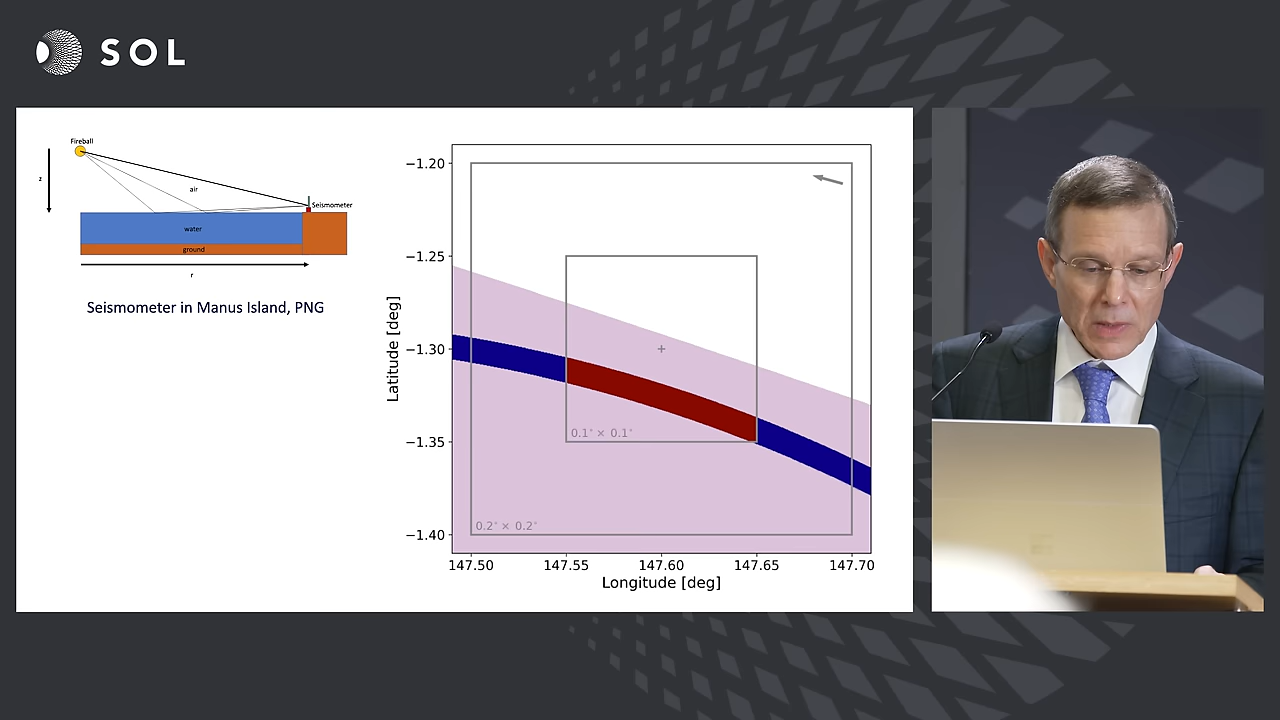 SOL
Fireball
z
air
Seismometer
water
ground
r
Seismometer in Manus Island, PNG
Latitude [deg]
−1.20
−1.25
−1.30
−1.35
−1.40
0.1° × 0.1°
0.2° × 0.2°
147.50 147.55 147.60 147.65 147.70
Longitude [deg]